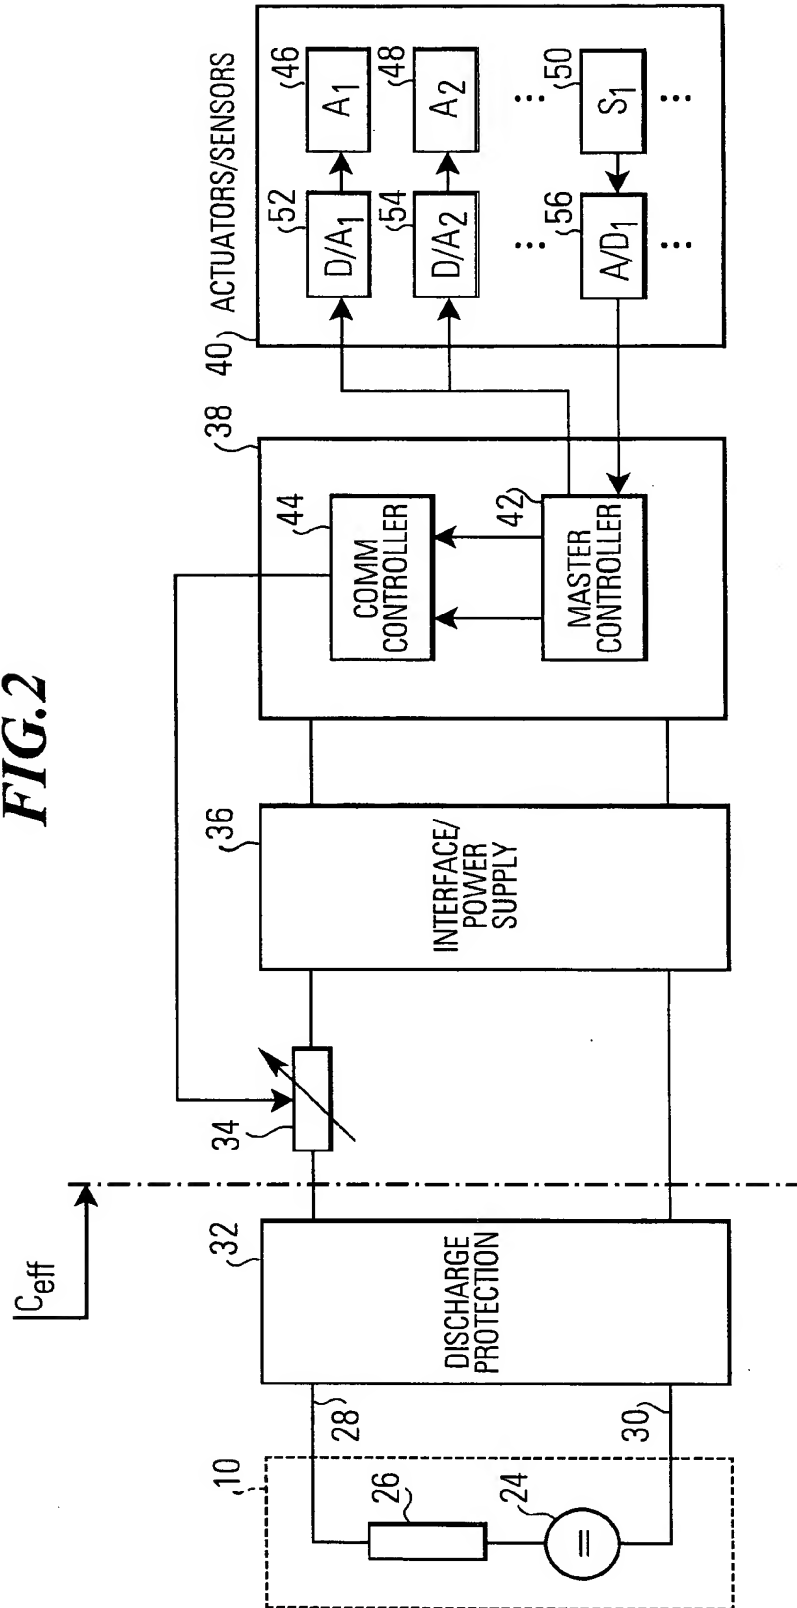 FIG.2
C_eff
10
26
24
28
30
32
DISCHARGE
PROTECTION
34
36
INTERFACE/
POWER
SUPPLY
38
44
COMM
CONTROLLER
42
MASTER
CONTROLLER
40
ACTUATORS/SENSORS
52
D/A1
46
A1
54
D/A2
48
A2
...
...
56
A/D1
50
S1
...
...